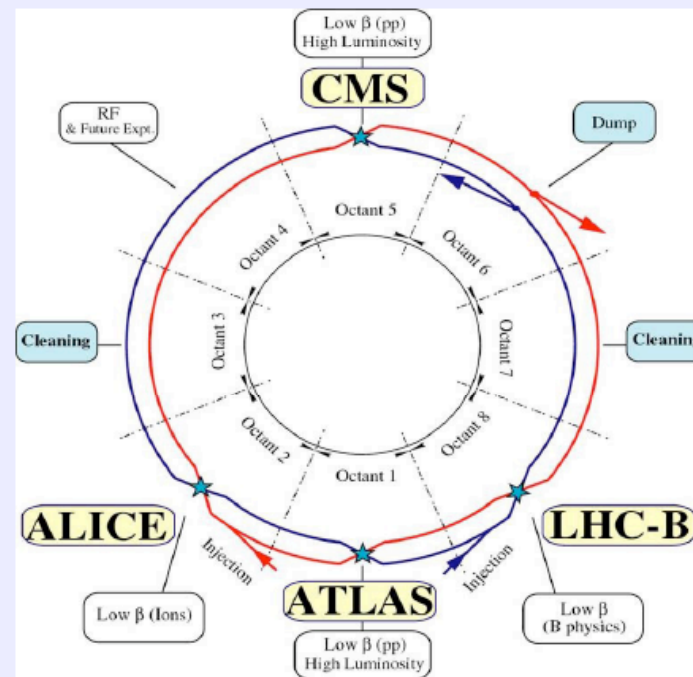 Low β (pp)
High Luminosity
CMS
RF
& Future Expt.
Dump
Octant 5
Octant 4
Octant 6
Cleaning
Octant 3
Octant 7
Cleaning
Octant 2
Octant 8
Octant 1
ALICE
LHC-B
Injection
Injection
ATLAS
Low β (Ions)
Low β
(B physics)
Low β (pp)
High Luminosity